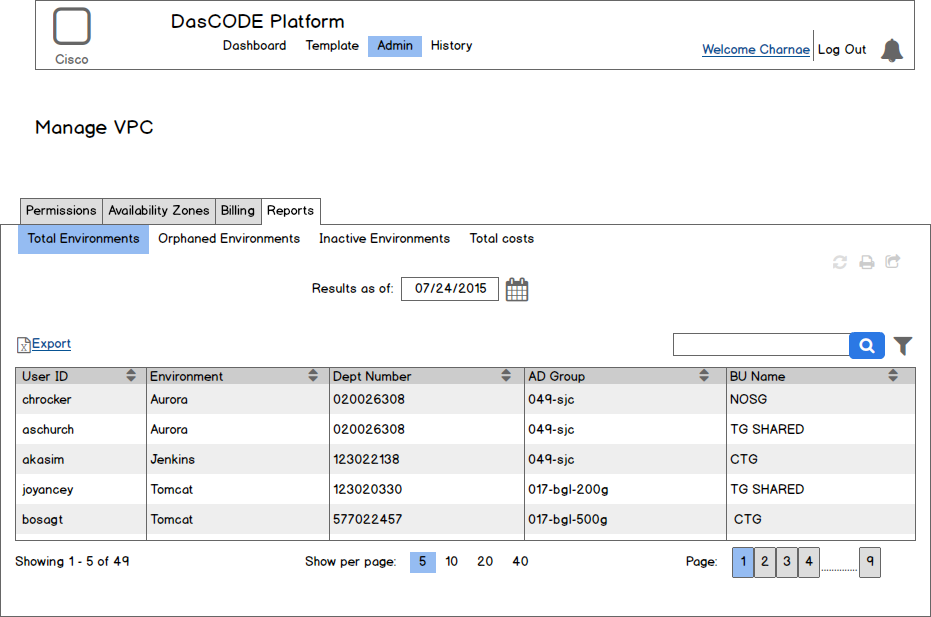 DasCODE Platform
Cisco
Dashboard Template Admin History
Welcome Charnae Log Out
Manage VPC
Permissions Availability Zones Billing Reports
Total Environments Orphaned Environments Inactive Environments Total costs
Results as of: 07/24/2015
X Export
User ID Environment Dept Number AD Group BU Name
chrocker Aurora 020026308 049-sjc NOSG
aschurch Aurora 020026308 049-sjc TG SHARED
akasim Jenkins 123022138 049-sjc CTG
joyancey Tomcat 123020330 017-bgl-200g TG SHARED
bosagt Tomcat 577022457 017-bgl-500g CTG
Showing 1 - 5 of 49 Show per page: 5 10 20 40 Page: 1 2 3 4 .............. 9